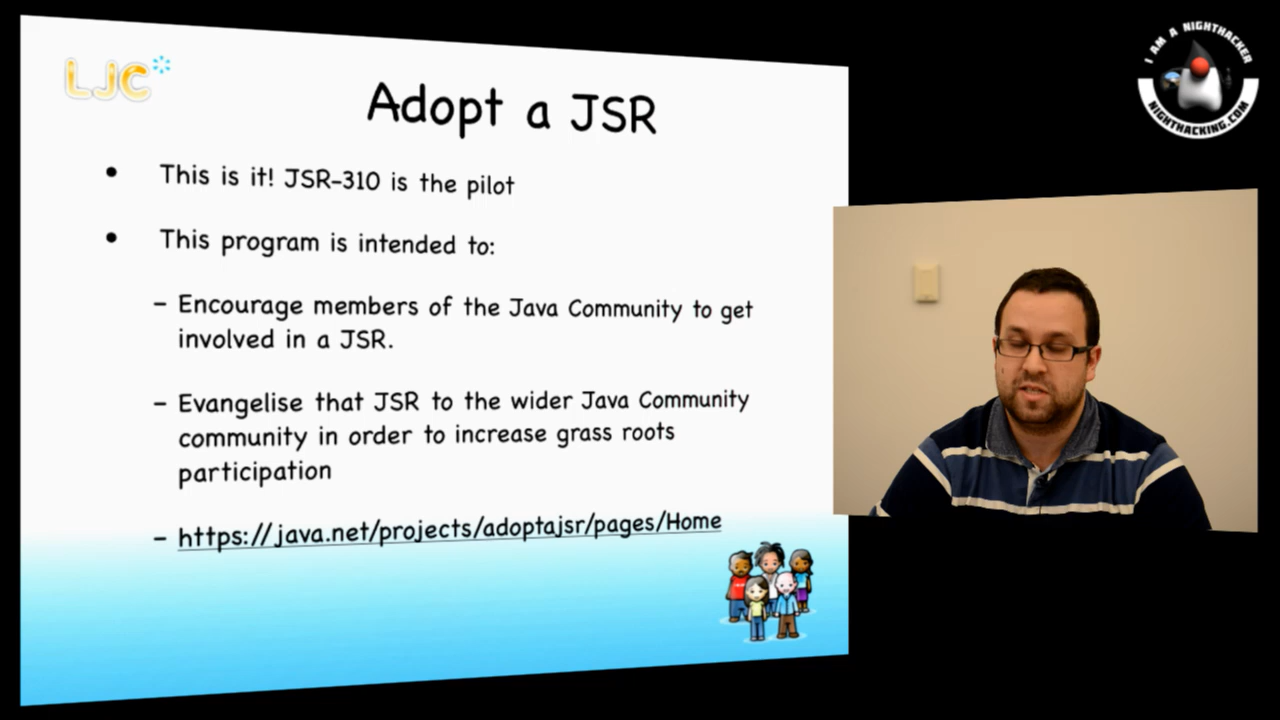 LJC
Adopt a JSR
This is it! JSR-310 is the pilot
This program is intended to:
– Encourage members of the Java Community to get
involved in a JSR.
– Evangelise that JSR to the wider Java Community
community in order to increase grass roots
participation
– https://java.net/projects/adoptajsr/pages/Home
I AM A NIGHTHACKER
NIGHTHACKING.COM